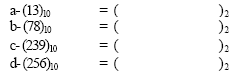 a- (13)₁₀ = ( )₂
b- (78)₁₀ = ( )₂
c- (239)₁₀ = ( )₂
d- (256)₁₀ = ( )₂